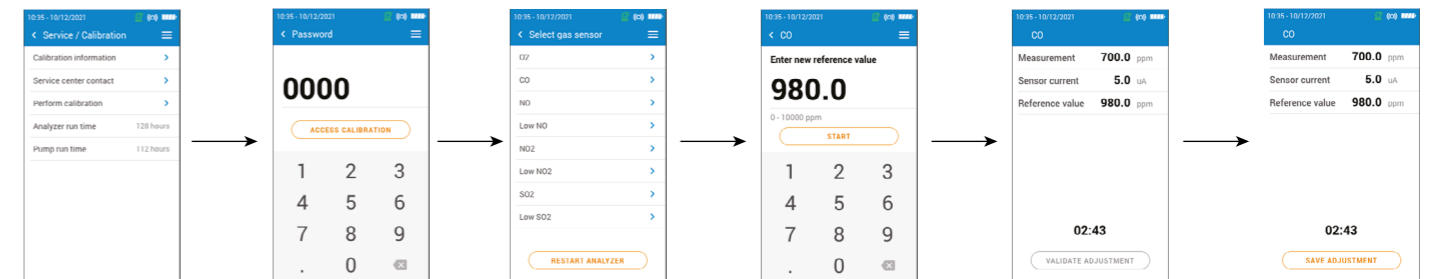 10:35 - 10/12/2021
Service / Calibration
Calibration information
Service center contact
Perform calibration
Analyzer run time 128 hours
Pump run time 112 hours
10:35 - 10/12/2021
Password
0000
ACCESS CALIBRATION
1 2 3
4 5 6
7 8 9
. 0
10:35 - 10/12/2021
Select gas sensor
O2
CO
NO
Low NO
NO2
Low NO2
SO2
Low SO2
RESTART ANALYZER
10:35 - 10/12/2021
CO
Enter new reference value
980.0
0 - 10000 ppm
START
1 2 3
4 5 6
7 8 9
. 0
10:35 - 10/12/2021
CO
Measurement 700.0 ppm
Sensor current 5.0 uA
Reference value 980.0 ppm
02:43
VALIDATE ADJUSTMENT
10:35 - 10/12/2021
CO
Measurement 700.0 ppm
Sensor current 5.0 uA
Reference value 980.0 ppm
02:43
SAVE ADJUSTMENT